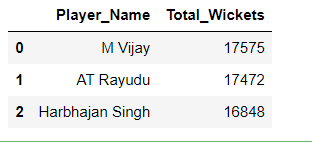 Player_Name Total_Wickets
0 M Vijay 17575
1 AT Rayudu 17472
2 Harbhajan Singh 16848